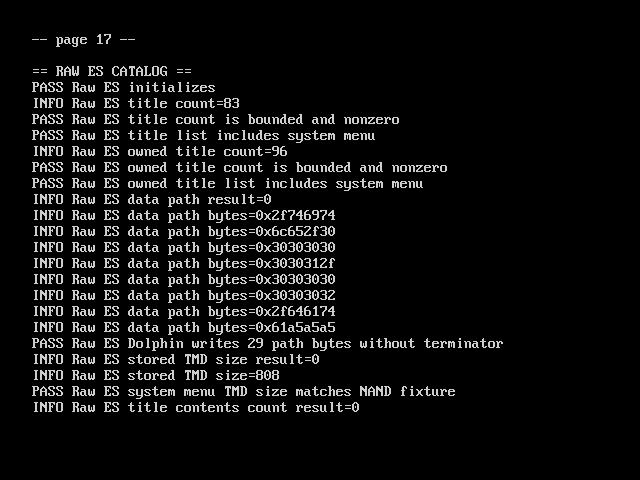 -- page 17 --
== RAW ES CATALOG ==
PASS Raw ES initializes
INFO Raw ES title count=83
PASS Raw ES title count is bounded and nonzero
PASS Raw ES title list includes system menu
INFO Raw ES owned title count=96
PASS Raw ES owned title count is bounded and nonzero
PASS Raw ES owned title list includes system menu
INFO Raw ES data path result=0
INFO Raw ES data path bytes=0x2f746974
INFO Raw ES data path bytes=0x6c652f30
INFO Raw ES data path bytes=0x30303030
INFO Raw ES data path bytes=0x3030312f
INFO Raw ES data path bytes=0x30303030
INFO Raw ES data path bytes=0x30303032
INFO Raw ES data path bytes=0x2f646174
INFO Raw ES data path bytes=0x61a5a5a5
PASS Raw ES Dolphin writes 29 path bytes without terminator
INFO Raw ES stored TMD size result=0
INFO Raw ES stored TMD size=808
PASS Raw ES system menu TMD size matches NAND fixture
INFO Raw ES title contents count result=0